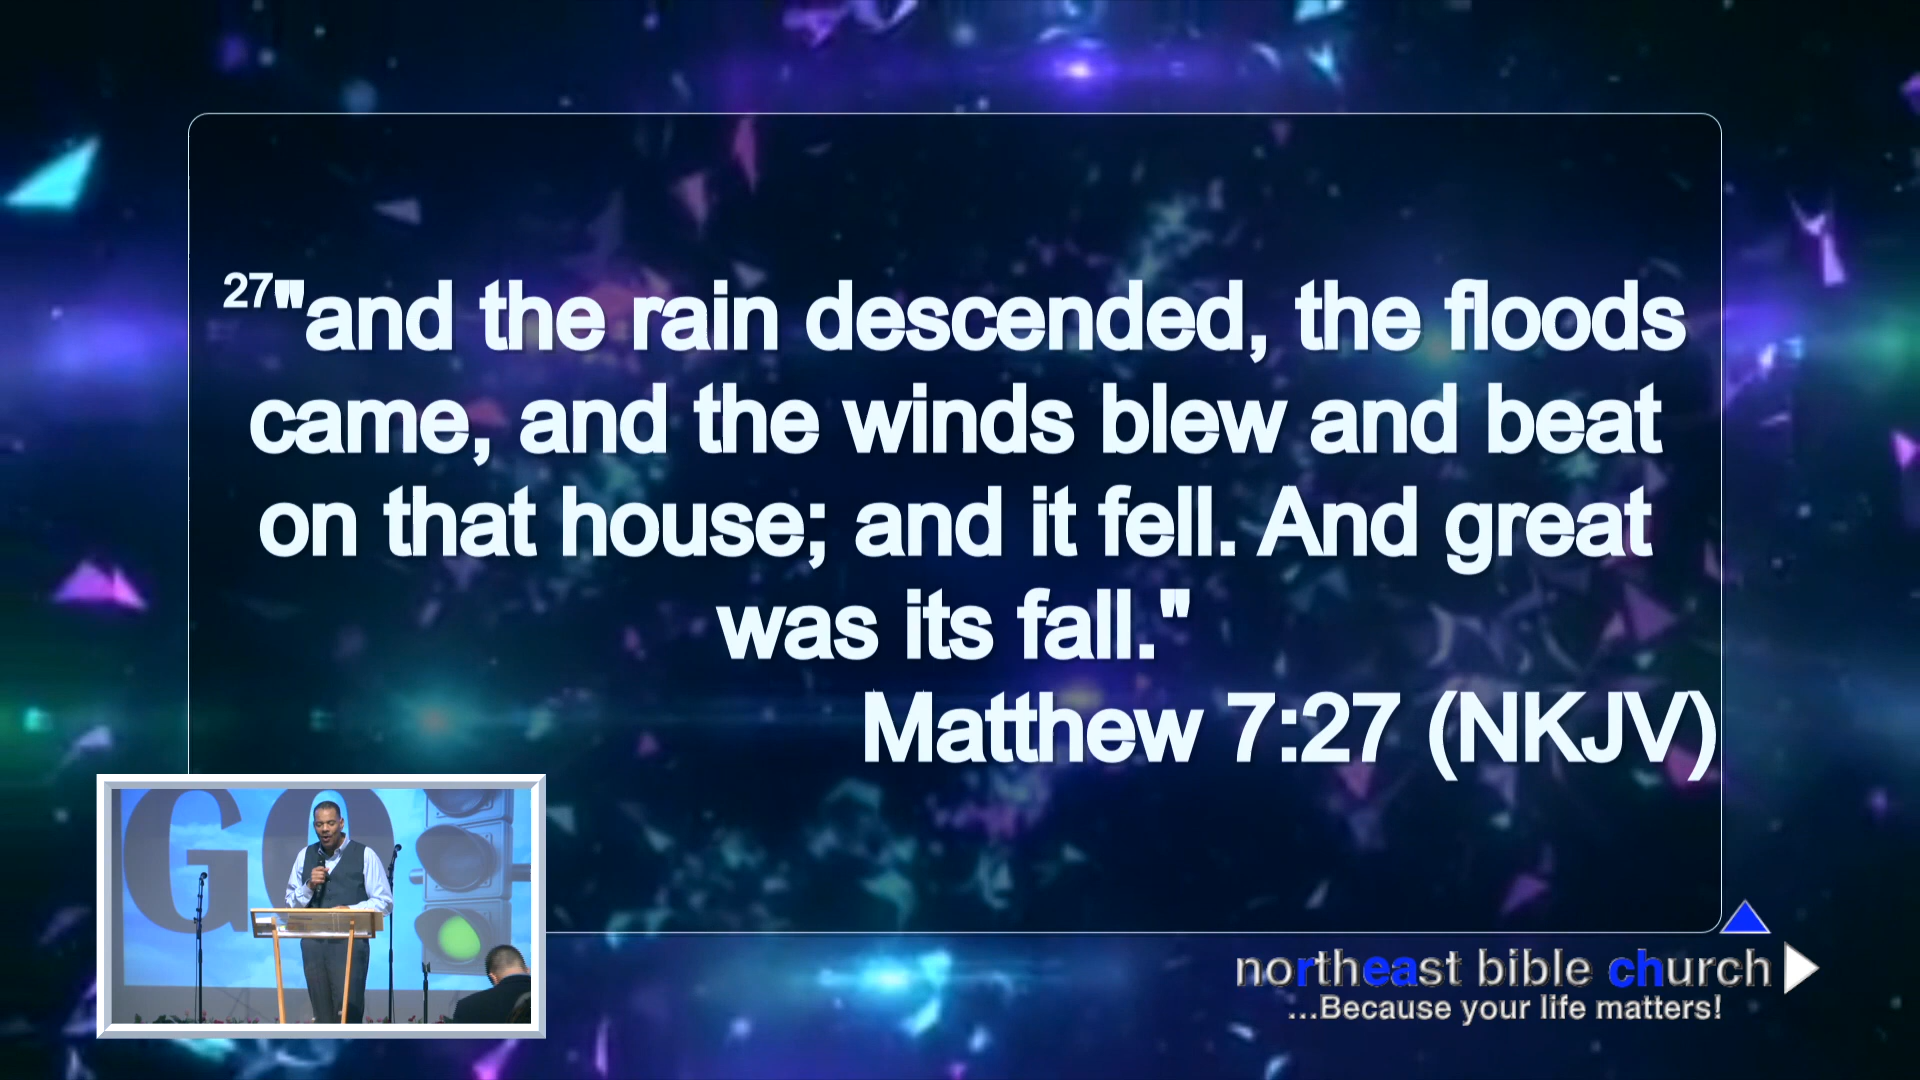 27"and the rain descended, the floods
came, and the winds blew and beat
on that house; and it fell. And great
was its fall."
Matthew 7:27 (NKJV)
GO
northeast bible church
...Because your life matters!